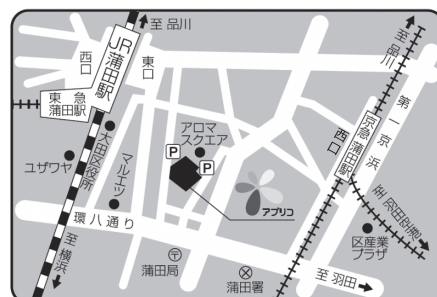 至 品川
JR蒲田駅
西口
東口
東急
蒲田駅
ユザワヤ
大田区役所
マルエツ
アロマ
スクエア
P
P
アプリコ
環八通り
至 横浜
蒲田局
蒲田署
至 羽田
至 品川
第一京浜
京急蒲田駅
西口
至 羽田空港
区産業
プラザ